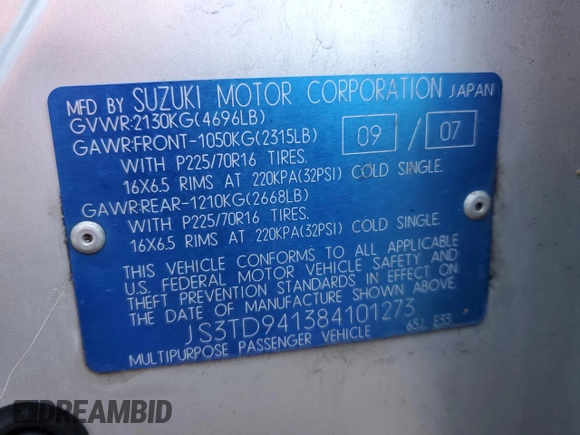 MFD BY SUZUKI MOTOR CORPORATION JAPAN
GVWR:2130KG(4696LB)
GAWR:FRONT-1050KG(2315LB) 09 / 07
WITH P225/70R16 TIRES.
16X6.5 RIMS AT 220KPA(32PSI) COLD SINGLE.
GAWR:REAR-1210KG(2668LB)
WITH P225/70R16 TIRES.
16X6.5 RIMS AT 220KPA(32PSI) COLD SINGLE.
THIS VEHICLE CONFORMS TO ALL APPLICABLE
U.S. FEDERAL MOTOR VEHICLE SAFETY AND
THEFT PREVENTION STANDARDS IN EFFECT ON
THE DATE OF MANUFACTURE SHOWN ABOVE.
JS3TD941384101273
MULTIPURPOSE PASSENGER VEHICLE 65J E33
DREAMBID